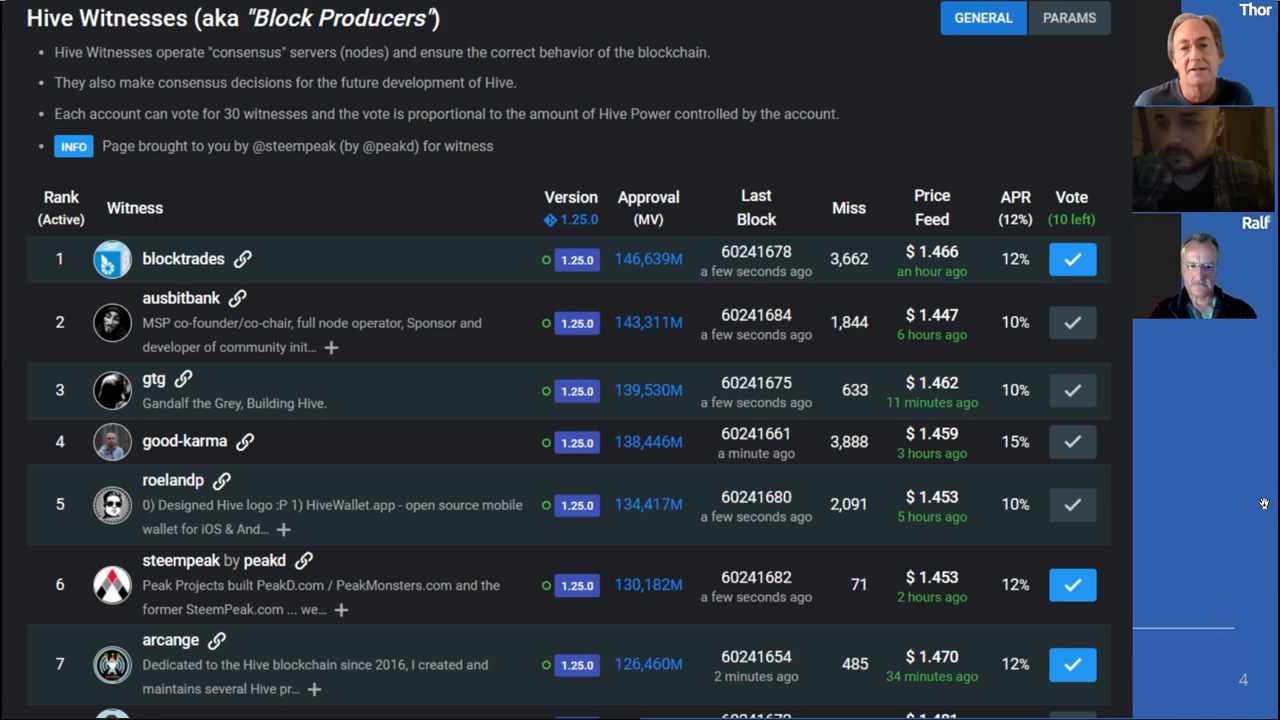 Hive Witnesses (aka "Block Producers")
GENERAL
PARAMS
Thor
Hive Witnesses operate "consensus" servers (nodes) and ensure the correct behavior of the blockchain.
They also make consensus decisions for the future development of Hive.
Each account can vote for 30 witnesses and the vote is proportional to the amount of Hive Power controlled by the account.
INFO Page brought to you by @steempeak (by @peakd) for witness
Ralf
Rank (Active) Witness Version 1.25.0 Approval (MV) Last Block Miss Price Feed APR (12%) Vote (10 left)
1 blocktrades 1.25.0 146,639M 60241678 3,662 $ 1.466 12%
a few seconds ago an hour ago
2 ausbitbank 1.25.0 143,311M 60241684 1,844 $ 1.447 10%
MSP co-founder/co-chair, full node operator, Sponsor and a few seconds ago 6 hours ago
developer of community init... +
3 gtg 1.25.0 139,530M 60241675 633 $ 1.462 10%
Gandalf the Grey, Building Hive. a few seconds ago 11 minutes ago
4 good-karma 1.25.0 138,446M 60241661 3,888 $ 1.459 15%
a minute ago 3 hours ago
5 roelandp 1.25.0 134,417M 60241680 2,091 $ 1.453 10%
0) Designed Hive logo :P 1) HiveWallet.app - open source mobile a few seconds ago 5 hours ago
wallet for iOS & And... +
6 steempeak by peakd 1.25.0 130,182M 60241682 71 $ 1.453 12%
Peak Projects built PeakD.com / PeakMonsters.com and the a few seconds ago 2 hours ago
former SteemPeak.com ... we... +
7 arcange 1.25.0 126,460M 60241654 485 $ 1.470 12%
Dedicated to the Hive blockchain since 2016, I created and 2 minutes ago 34 minutes ago
maintains several Hive pr... +
4